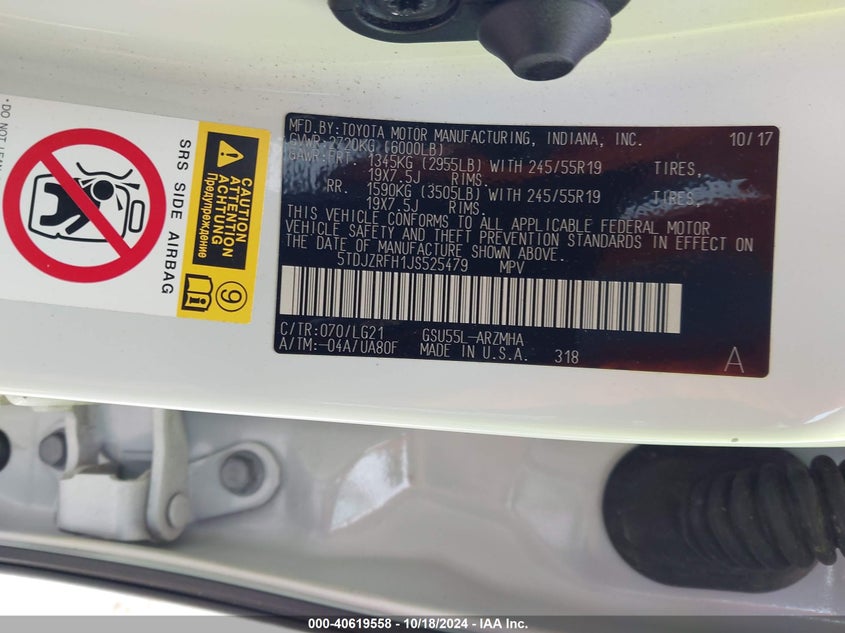 MFD.BY:TOYOTA MOTOR MANUFACTURING, INDIANA, INC. 10/17
GVWR:2720KG (6000LB)
GAWR:FRT 1345KG (2955LB) WITH 245/55R19 TIRES,
19X7.5J RIMS.
RR. 1590KG (3505LB) WITH 245/55R19 TIRES,
19X7.5J RIMS.
THIS VEHICLE CONFORMS TO ALL APPLICABLE FEDERAL MOTOR
VEHICLE SAFETY AND THEFT PREVENTION STANDARDS IN EFFECT ON
THE DATE OF MANUFACTURE SHOWN ABOVE.
5TDJZRFH1JS525479 MPV
C/TR:070/LG21 GSU55L-ARZMHA
A/TM:-04A/UA80F MADE IN U.S.A. 318 A
CAUTION
ATTENTION
ACHTUNG
Предупреждение
9
SRS SIDE AIRBAG
DO NOT LEAN
000-40619558 - 10/18/2024 - IAA Inc.